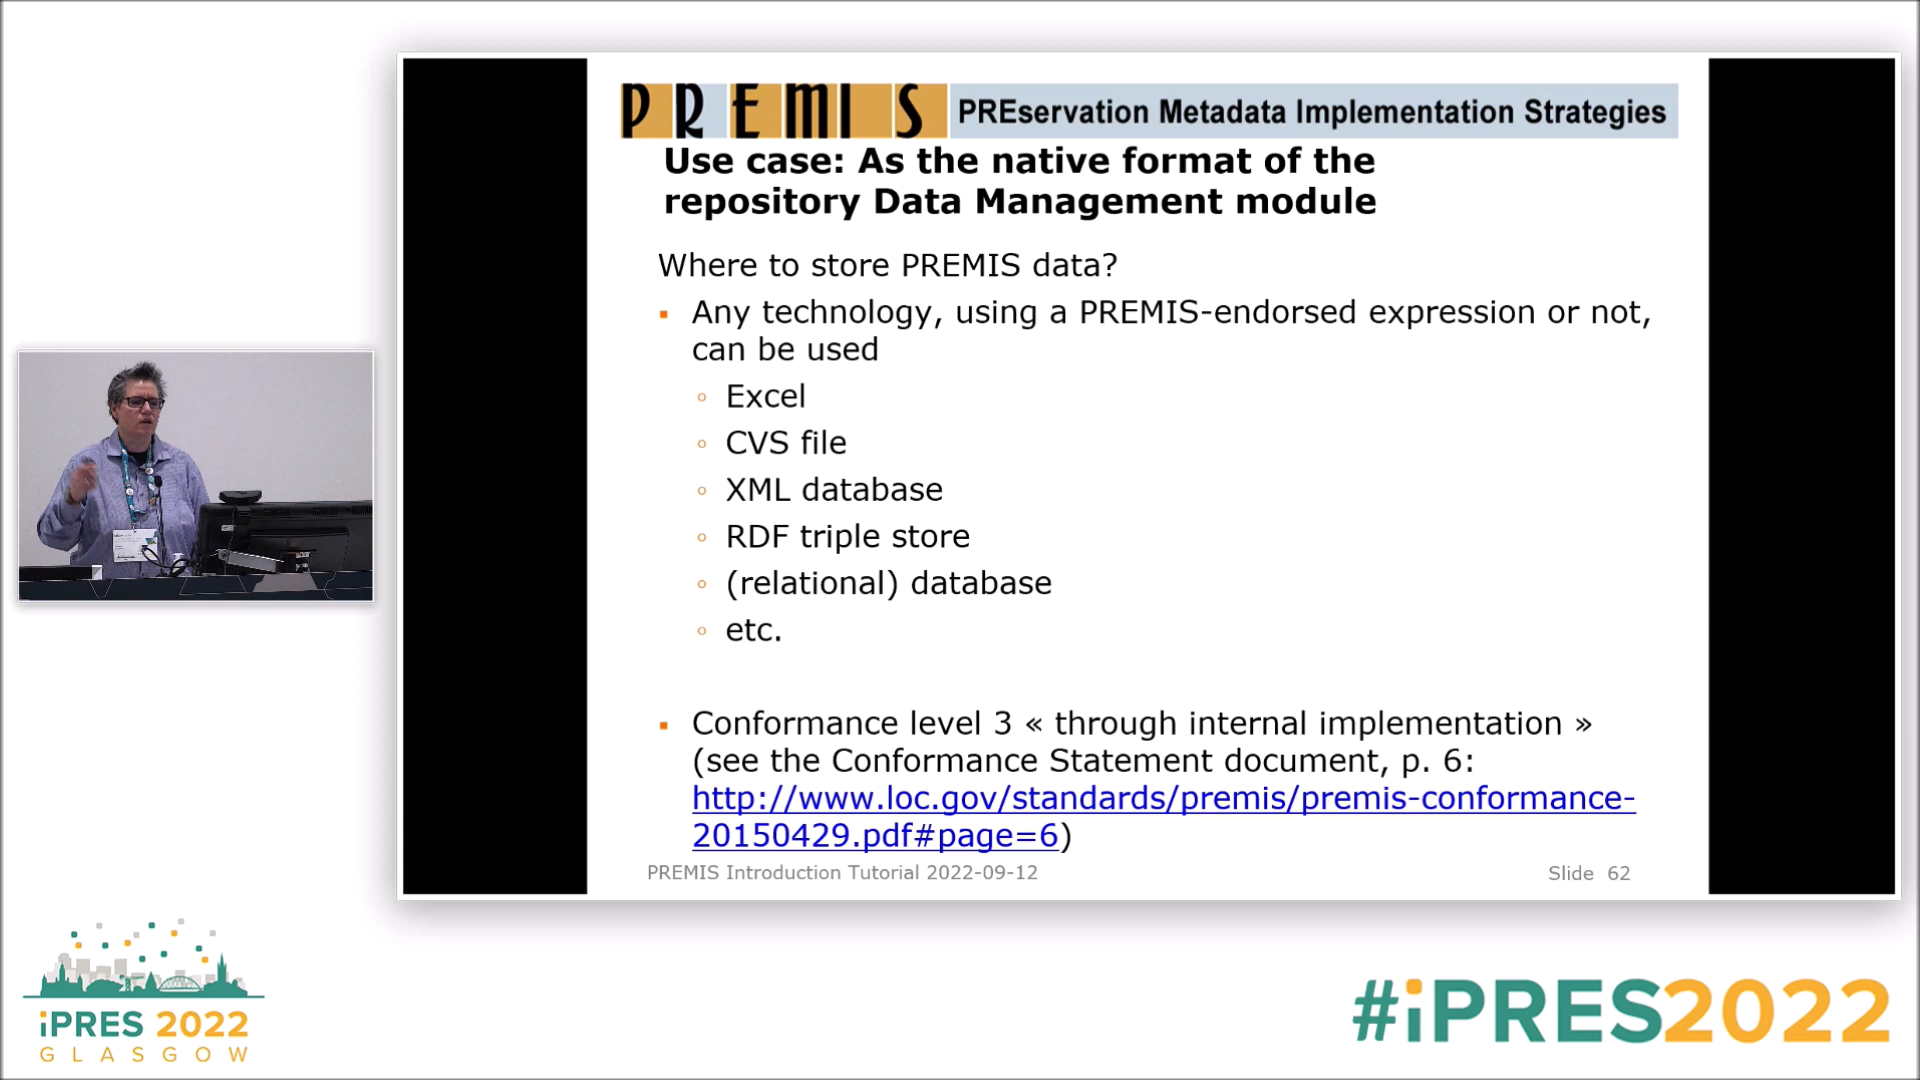 PREMIS PREservation Metadata Implementation Strategies
Use case: As the native format of the
repository Data Management module
Where to store PREMIS data?
▪ Any technology, using a PREMIS-endorsed expression or not,
can be used
◦ Excel
◦ CVS file
◦ XML database
◦ RDF triple store
◦ (relational) database
◦ etc.
▪ Conformance level 3 « through internal implementation »
(see the Conformance Statement document, p. 6:
http://www.loc.gov/standards/premis/premis-conformance-
20150429.pdf#page=6)
PREMIS Introduction Tutorial 2022-09-12
Slide 62
iPRES 2022
GLASGOW
#iPRES2022